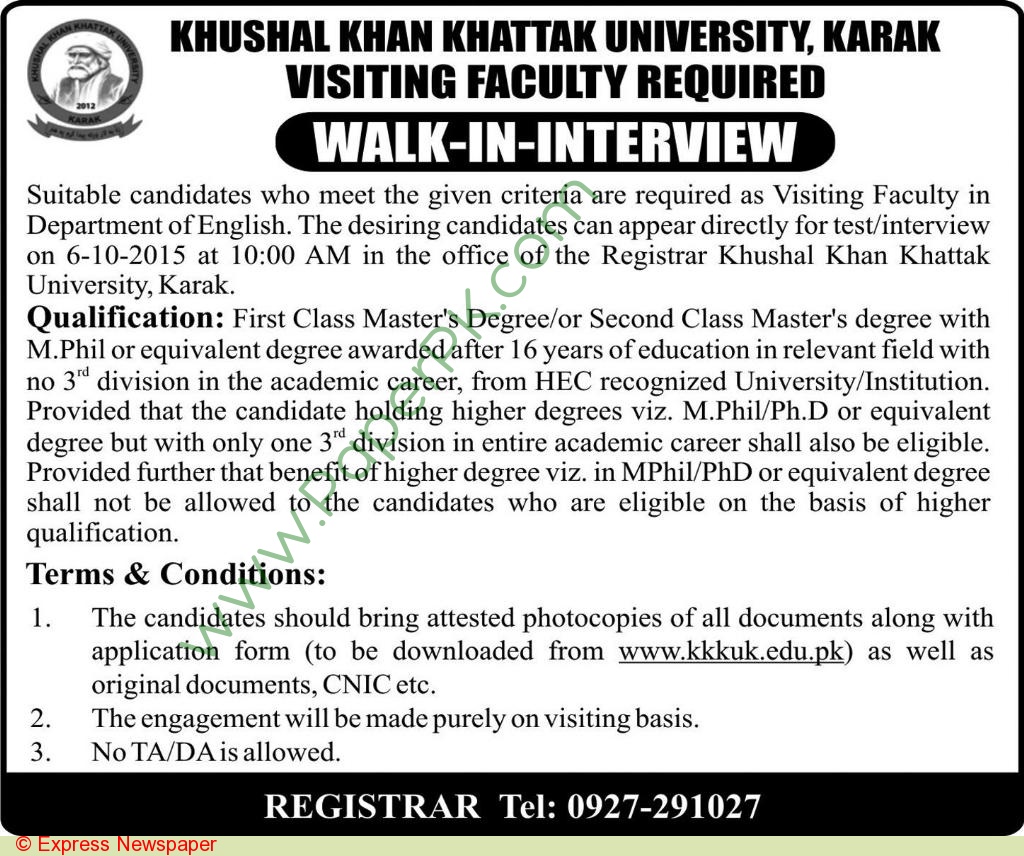 KHUSHAL KHAN KHATTAK UNIVERSITY, KARAK
VISITING FACULTY REQUIRED
WALK-IN-INTERVIEW
KHUSHAL KHAN KHATTAK UNIVERSITY
2012
KARAK
Suitable candidates who meet the given criteria are required as Visiting Faculty in
Department of English. The desiring candidates can appear directly for test/interview
on 6-10-2015 at 10:00 AM in the office of the Registrar Khushal Khan Khattak
University, Karak.
Qualification: First Class Master's Degree/or Second Class Master's degree with
M.Phil or equivalent degree awarded after 16 years of education in relevant field with
no 3rd division in the academic career, from HEC recognized University/Institution.
Provided that the candidate holding higher degrees viz. M.Phil/Ph.D or equivalent
degree but with only one 3rd division in entire academic career shall also be eligible.
Provided further that benefit of higher degree viz. in MPhil/PhD or equivalent degree
shall not be allowed to the candidates who are eligible on the basis of higher
qualification.
Terms & Conditions:
1. The candidates should bring attested photocopies of all documents along with
application form (to be downloaded from www.kkkuk.edu.pk) as well as
original documents, CNIC etc.
2. The engagement will be made purely on visiting basis.
3. No TA/DA is allowed.
REGISTRAR Tel: 0927-291027
© Express Newspaper
www.PaperPK.com